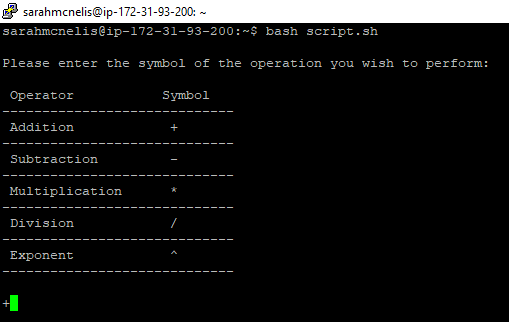 sarahmcnelis@ip-172-31-93-200: ~
sarahmcnelis@ip-172-31-93-200:~$ bash script.sh
Please enter the symbol of the operation you wish to perform:
Operator Symbol
-----------------------------
Addition +
-----------------------------
Subtraction -
-----------------------------
Multiplication *
-----------------------------
Division /
-----------------------------
Exponent ^
-----------------------------
+